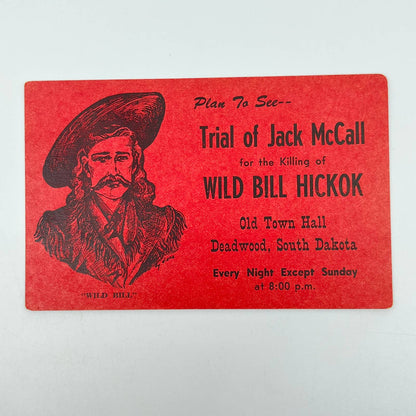 Plan To See--
Trial of Jack McCall
for the Killing of
WILD BILL HICKOK
Old Town Hall
Deadwood, South Dakota
Every Night Except Sunday
at 8:00 p.m.
"WILD BILL"